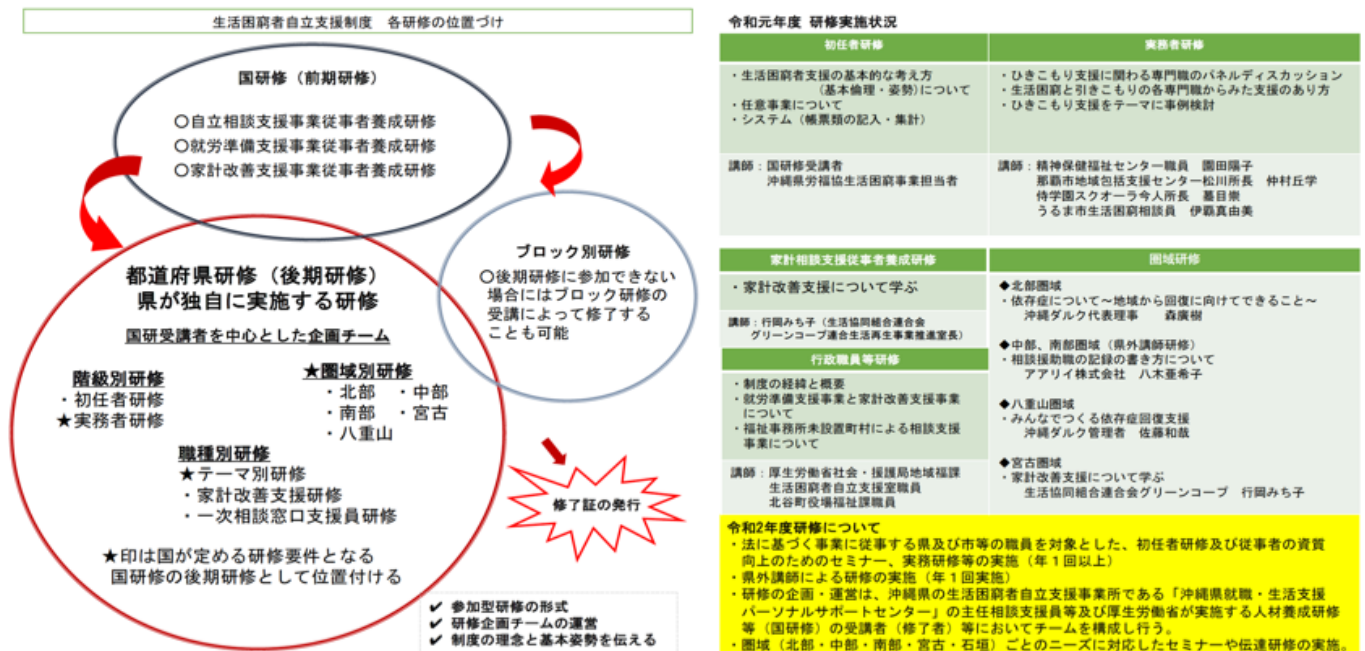 生活困窮者自立支援制度　各研修の位置づけ
国研修（前期研修）
〇自立相談支援事業従事者養成研修
〇就労準備支援事業従事者養成研修
〇家計改善支援事業従事者養成研修
ブロック別研修
〇後期研修に参加できない
場合にはブロック研修の
受講によって修了する
ことも可能
都道府県研修（後期研修）
県が独自に実施する研修
国研受講者を中心とした企画チーム
階級別研修
・初任者研修
★実務者研修
★圏域別研修
・北部　・中部
・南部　・宮古
・八重山
職種別研修
★テーマ別研修
・家計改善支援研修
・一次相談窓口支援員研修
★印は国が定める研修要件となる
国研修の後期研修として位置付ける
修了証の発行
✔ 参加型研修の形式
✔ 研修企画チームの運営
✔ 制度の理念と基本姿勢を伝える
令和元年度 研修実施状況
初任者研修
・生活困窮者支援の基本的な考え方
(基本倫理・姿勢)について
・任意事業について
・システム（帳票類の記入・集計）
講師：国研修受講者
沖縄県労福協生活困窮事業担当者
実務者研修
・ひきこもり支援に関わる専門職のパネルディスカッション
・生活困窮と引きこもりの各専門職からみた支援のあり方
・ひきこもり支援をテーマに事例検討
講師：精神保健福祉センター職員　園田陽子
那覇市地域包括支援センター松川所長　仲村丘学
侍学園スクオーラ今人所長　蟇目崇
うるま市生活困窮相談員　伊覇真由美
家計相談支援従事者養成研修
・家計改善支援について学ぶ
講師：行岡みち子（生活協同組合連合会
グリーンコープ連合生活再生事業推進室長）
行政職員等研修
・制度の経緯と概要
・就労準備支援事業と家計改善支援事業
について
・福祉事務所未設置町村による相談支援
事業について
講師：厚生労働省社会・援護局地域福課
生活困窮者自立支援室職員
北谷町役場福祉課職員
圏域研修
◆北部圏域
・依存症について～地域から回復に向けてできること～
沖縄ダルク代表理事　　森廣樹
◆中部、南部圏域（県外講師研修）
・相談援助職の記録の書き方について
アアリイ株式会社　八木亜希子
◆八重山圏域
・みんなでつくる依存症回復支援
沖縄ダルク管理者　佐藤和哉
◆宮古圏域
・家計改善支援について学ぶ
生活協同組合連合会グリーンコープ　行岡みち子
令和2年度研修について
・法に基づく事業に従事する県及び市等の職員を対象とした、初任者研修及び従事者の資質
向上のためのセミナー、実務研修等の実施（年１回以上）
・県外講師による研修の実施（年１回実施）
・研修の企画・運営は、沖縄県の生活困窮者自立支援事業所である「沖縄県就職・生活支援
パーソナルサポートセンター」の主任相談支援員等及び厚生労働省が実施する人材養成研修
等（国研修）の受講者（修了者）等においてチームを構成し行う。
・圏域（北部・中部・南部・宮古・石垣）ごとのニーズに対応したセミナーや伝達研修の実施。